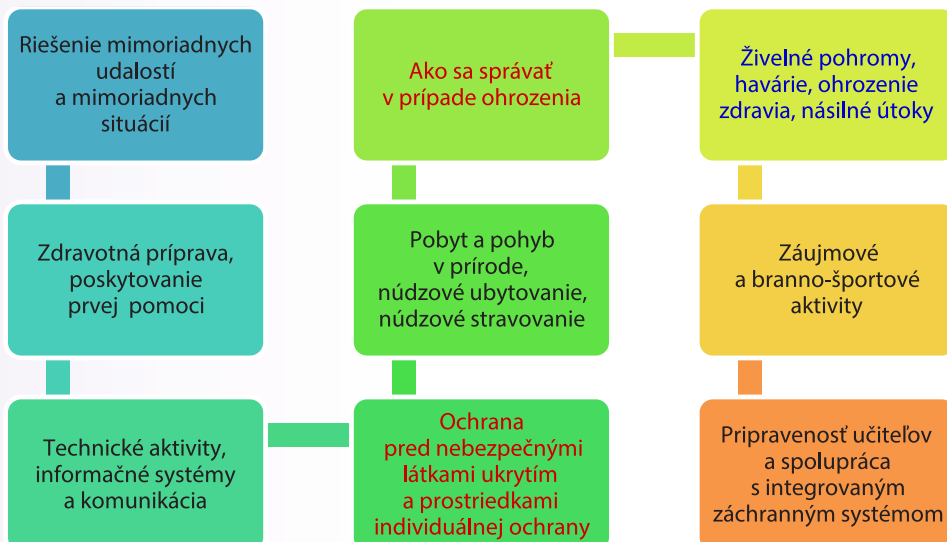 Riešenie mimoriadnych
udalostí
a mimoriadnych
situácií
Zdravotná príprava,
poskytovanie
prvej pomoci
Technické aktivity,
informačné systémy
a komunikácia
Ochrana
pred nebezpečnými
látkami ukrytím
a prostriedkami
individuálnej ochrany
Pobyt a pohyb
v prírode,
núdzové ubytovanie,
núdzové stravovanie
Ako sa správať
v prípade ohrozenia
Živelné pohromy,
havárie, ohrozenie
zdravia, násilné útoky
Záujmové
a branno-športové
aktivity
Pripravenosť učiteľov
a spolupráca
s integrovaným
záchranným systémom